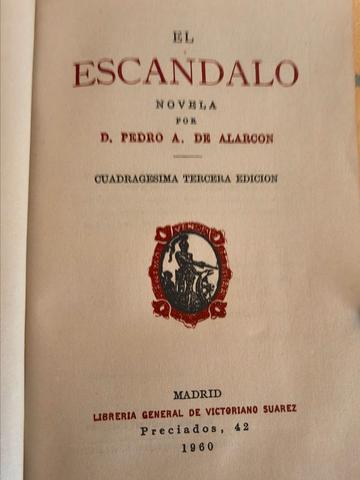 EL
ESCANDALO
NOVELA
POR
D. PEDRO A. DE ALARCON
CUADRAGESIMA TERCERA EDICION
MADRID
LIBRERIA GENERAL DE VICTORIANO SUAREZ
Preciados, 42
1960